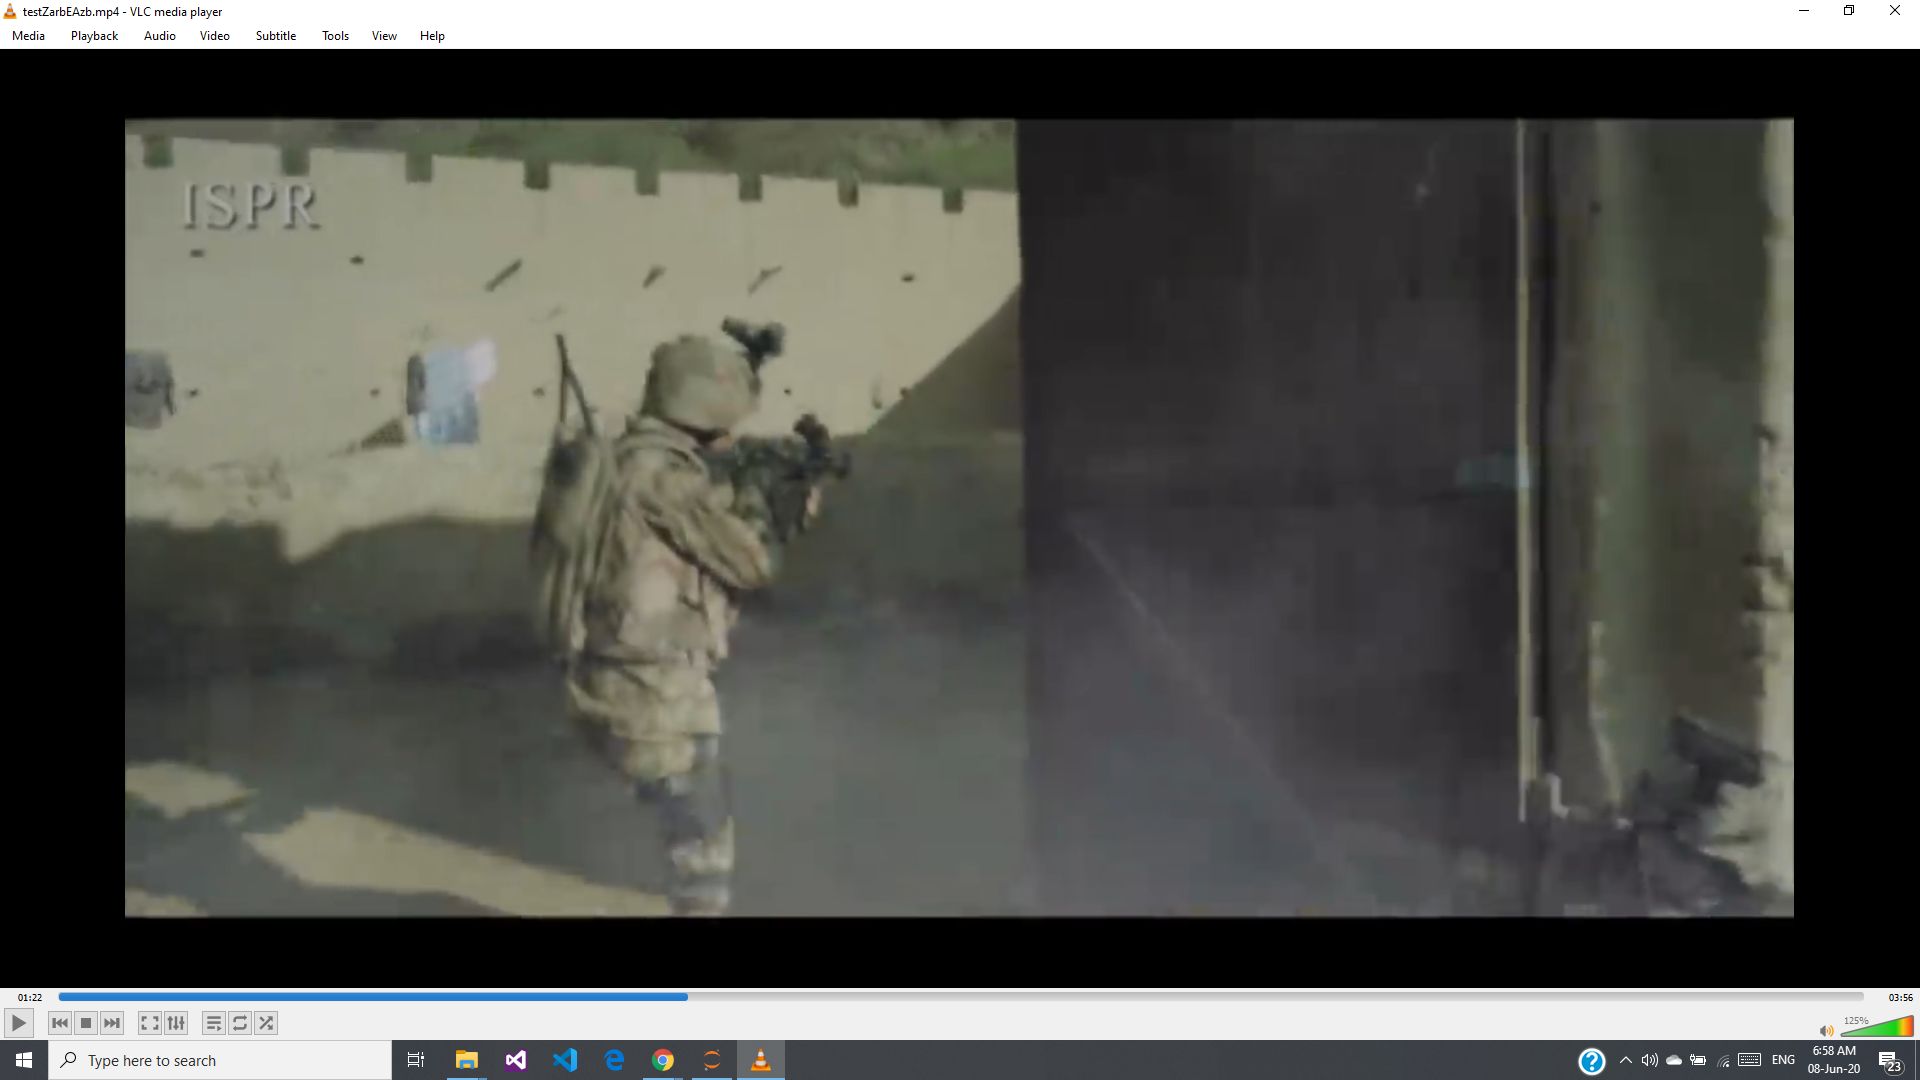 testZarbEAzb.mp4 - VLC media player
Media Playback Audio Video Subtitle Tools View Help
ISPR
01:22
03:56
125%
Type here to search
ENG
6:58 AM
08-Jun-20
23